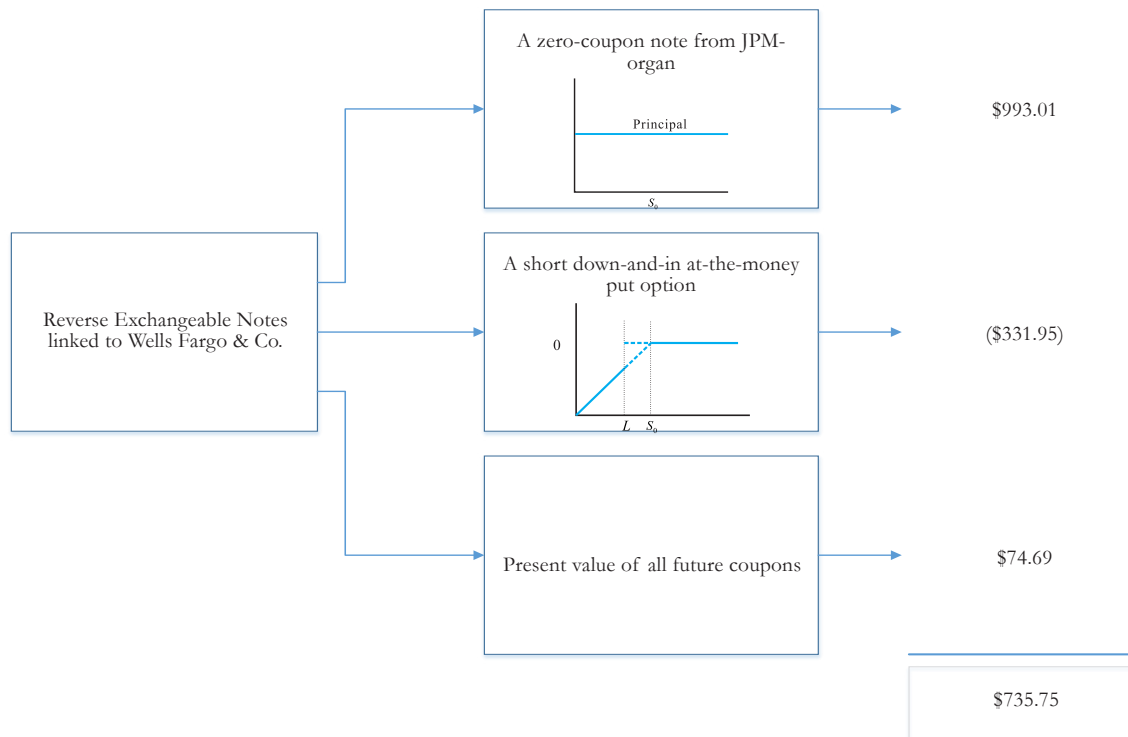 A zero-coupon note from JPM-
organ
Principal
S₀
$993.01
Reverse Exchangeable Notes
linked to Wells Fargo & Co.
A short down-and-in at-the-money
put option
0
L S₀
($331.95)
Present value of all future coupons
$74.69
$735.75